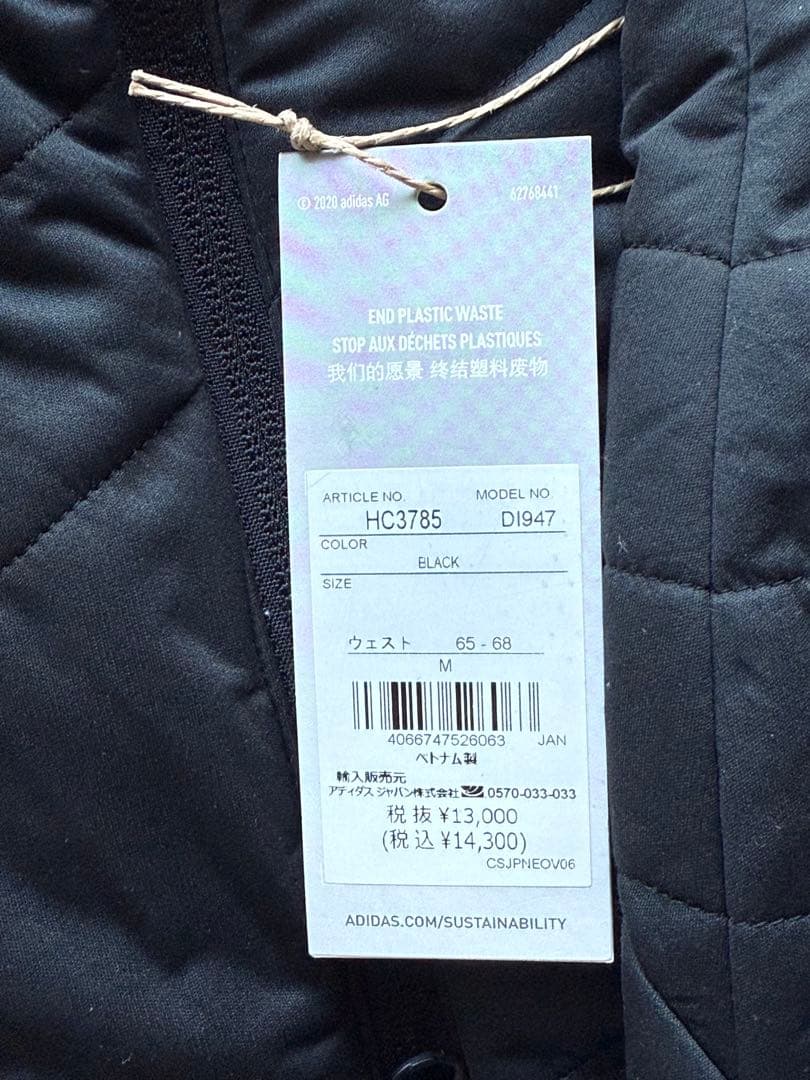 © 2020 adidas AG 62768441
END PLASTIC WASTE
STOP AUX DÉCHETS PLASTIQUES
我们的愿景 终结塑料废物
ARTICLE NO. MODEL NO
HC3785 DI947
COLOR
BLACK
SIZE
ウェスト 65 - 68
M
4066747526063 JAN
ベトナム製
輸入販売元
アディダス ジャパン株式会社 0570-033-033
税抜 ¥13,000
(税込 ¥14,300)
CSJPNEOV06
ADIDAS.COM/SUSTAINABILITY